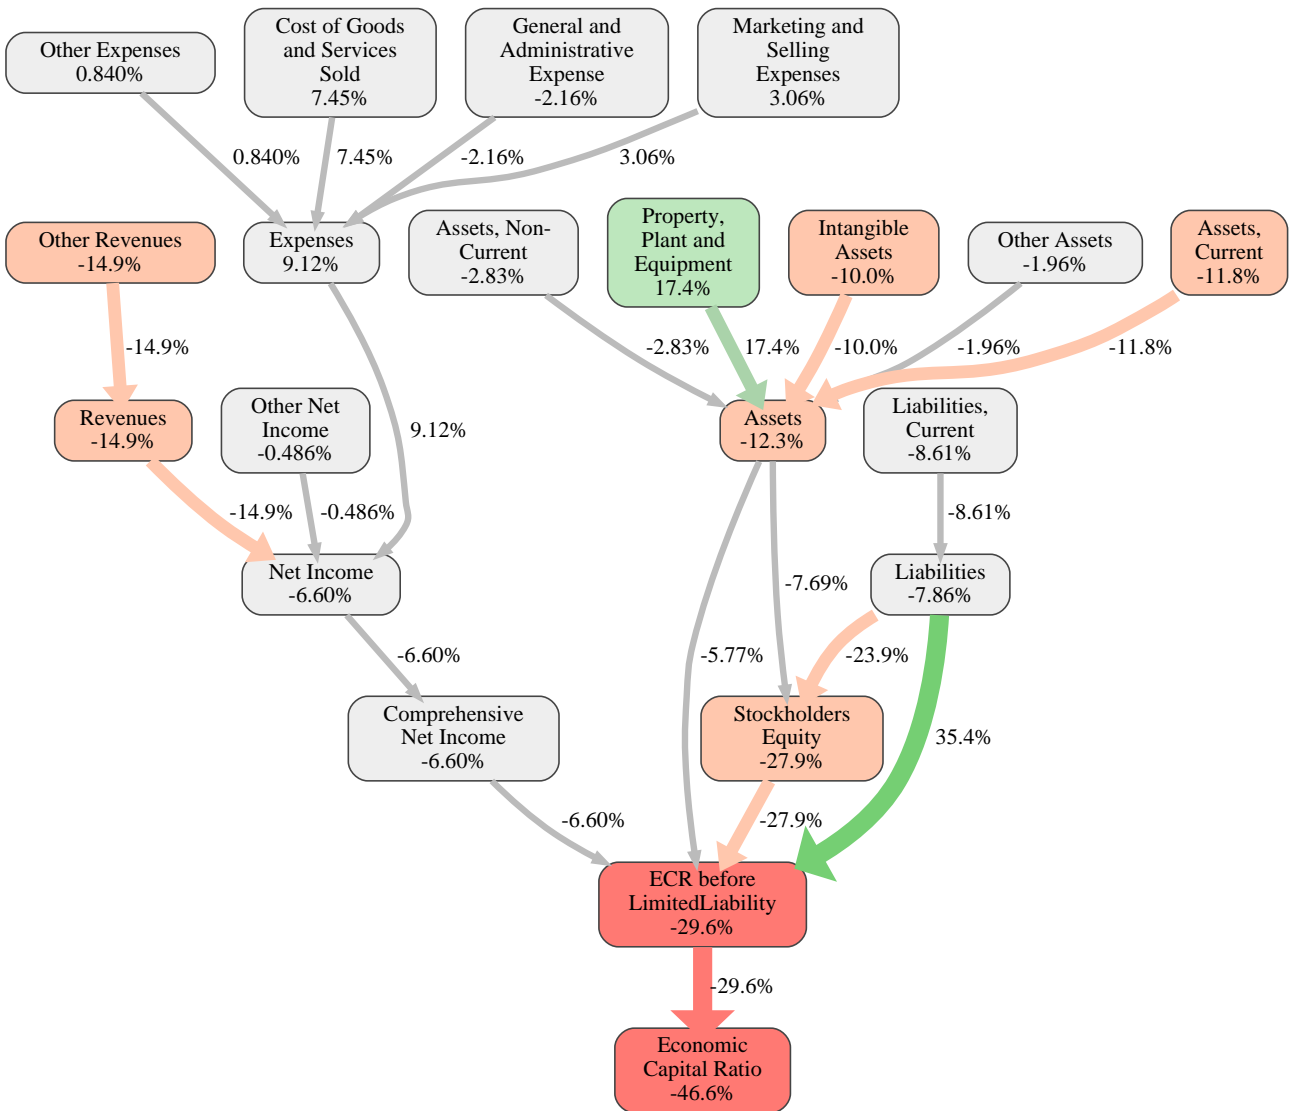 Other Expenses
0.840%
Cost of Goods
and Services
Sold
7.45%
General and
Administrative
Expense
-2.16%
Marketing and
Selling
Expenses
3.06%
0.840%
7.45%
-2.16%
3.06%
Other Revenues
-14.9%
Expenses
9.12%
Assets, Non-
Current
-2.83%
Property,
Plant and
Equipment
17.4%
Intangible
Assets
-10.0%
Other Assets
-1.96%
Assets,
Current
-11.8%
-14.9%
-2.83%
17.4%
-10.0%
-1.96%
-11.8%
Revenues
-14.9%
Other Net
Income
-0.486%
9.12%
Assets
-12.3%
Liabilities,
Current
-8.61%
-14.9%
-0.486%
-8.61%
Net Income
-6.60%
-7.69%
Liabilities
-7.86%
-6.60%
-5.77%
-23.9%
Comprehensive
Net Income
-6.60%
Stockholders
Equity
-27.9%
35.4%
-6.60%
-27.9%
ECR before
LimitedLiability
-29.6%
-29.6%
Economic
Capital Ratio
-46.6%